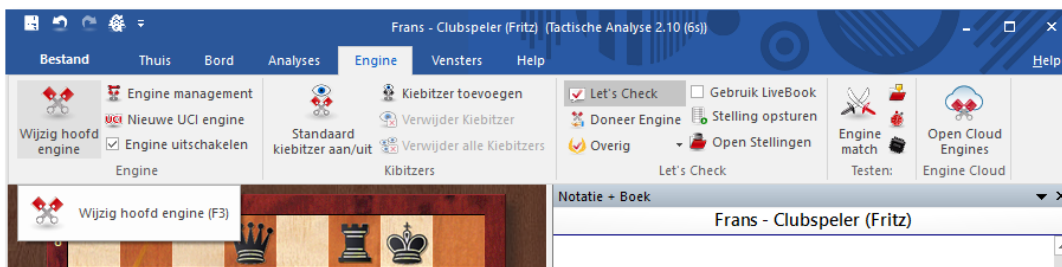 Frans - Clubspeler (Fritz) (Tactische Analyse 2.10 (6s))
Bestand Thuis Bord Analyses Engine Vensters Help Help
Wijzig hoofd engine
Engine management
Nieuwe UCI engine
Engine uitschakelen
Engine
Standaard kiebitzer aan/uit
Kiebitzer toevoegen
Verwijder Kiebitzer
Verwijder alle Kiebitzers
Kibitzers
Let's Check
Doneer Engine
Overig
Gebruik LiveBook
Stelling opsturen
Open Stellingen
Let's Check
Engine match
Testen:
Open Cloud Engines
Engine Cloud
Wijzig hoofd engine (F3)
Notatie + Boek
Frans - Clubspeler (Fritz)